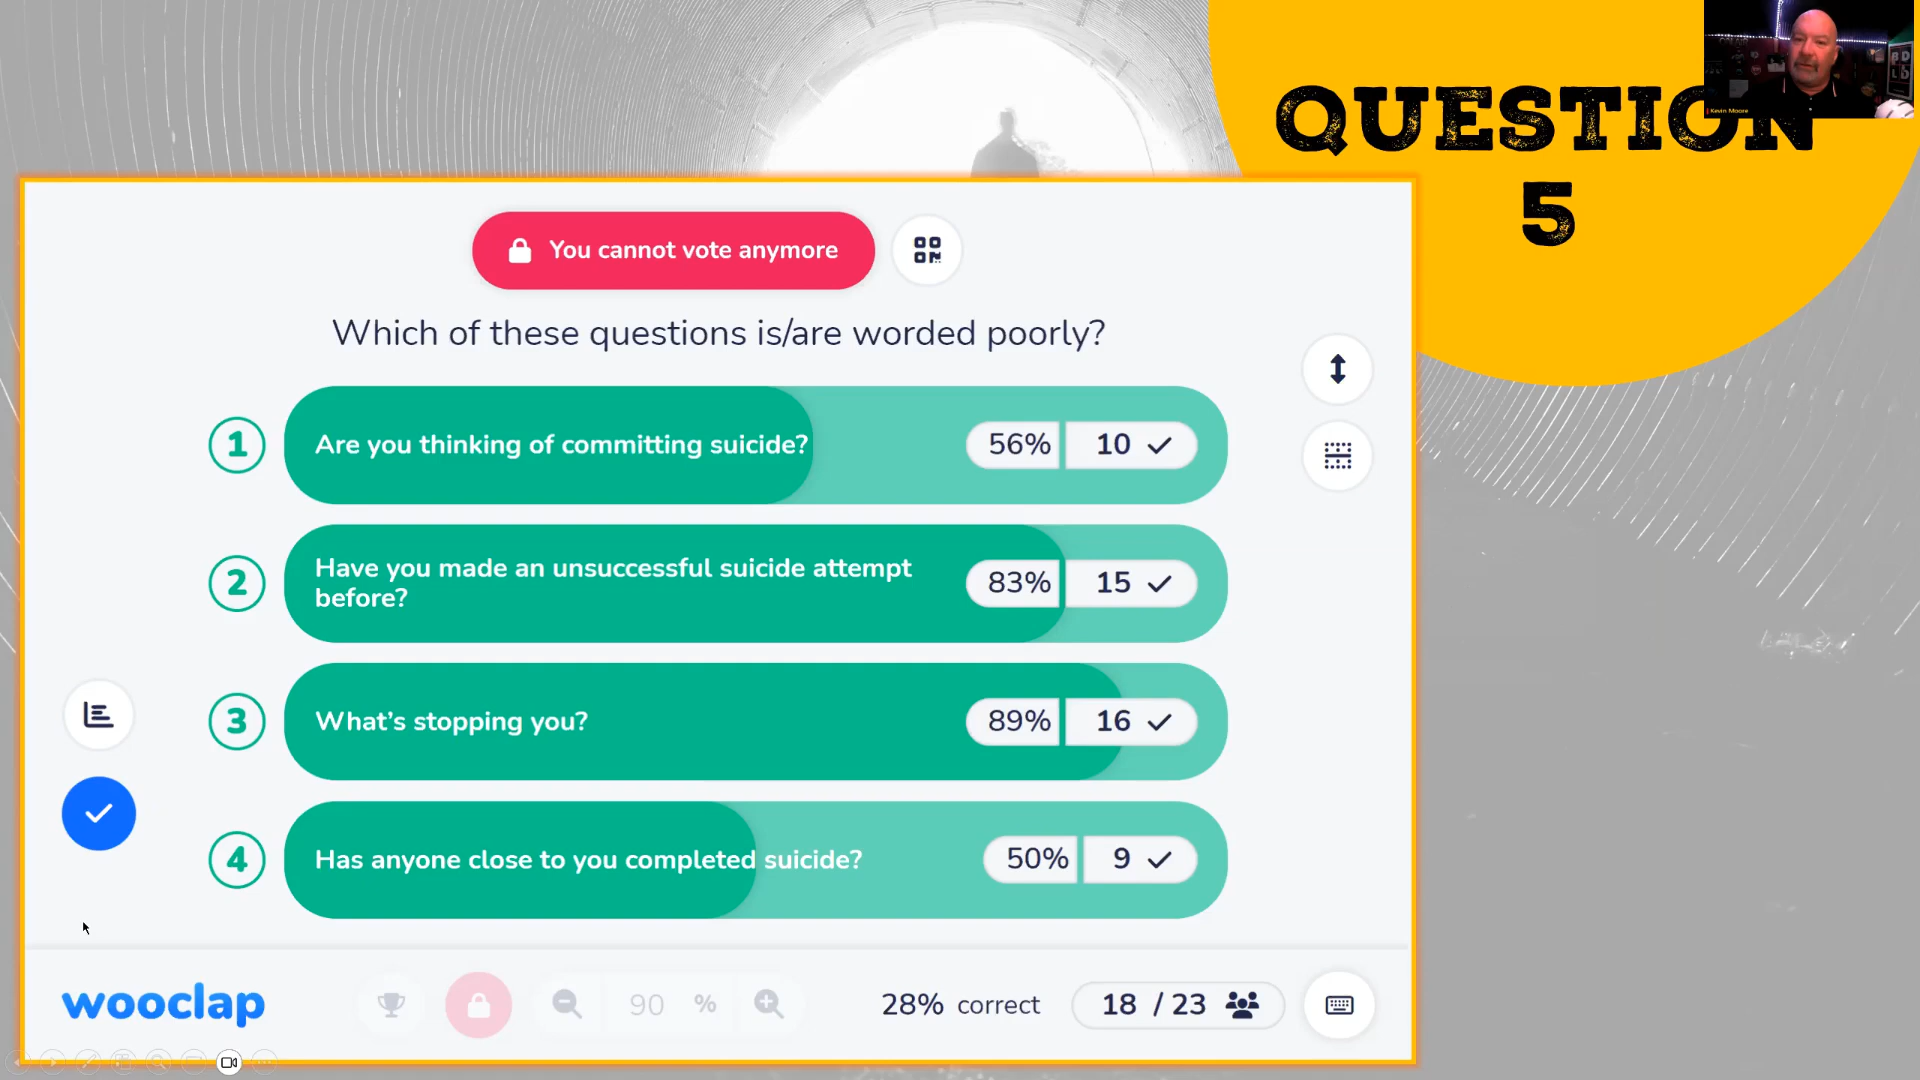 QUESTION
5
Kevin Moore
You cannot vote anymore
Which of these questions is/are worded poorly?
1 Are you thinking of committing suicide? 56% 10
2 Have you made an unsuccessful suicide attempt
before? 83% 15
3 What's stopping you? 89% 16
4 Has anyone close to you completed suicide? 50% 9
wooclap 90 % 28% correct 18 / 23